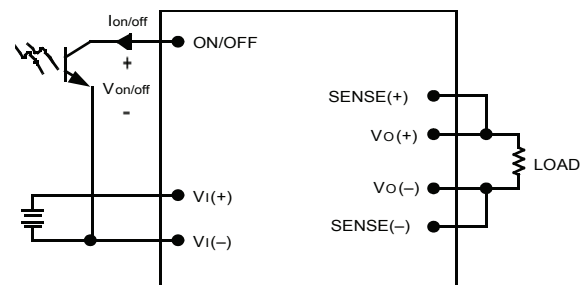 Ion/off
ON/OFF
+
Von/off
-
SENSE(+)
VO(+)
LOAD
VI(+)
VO(–)
VI(–)
SENSE(–)